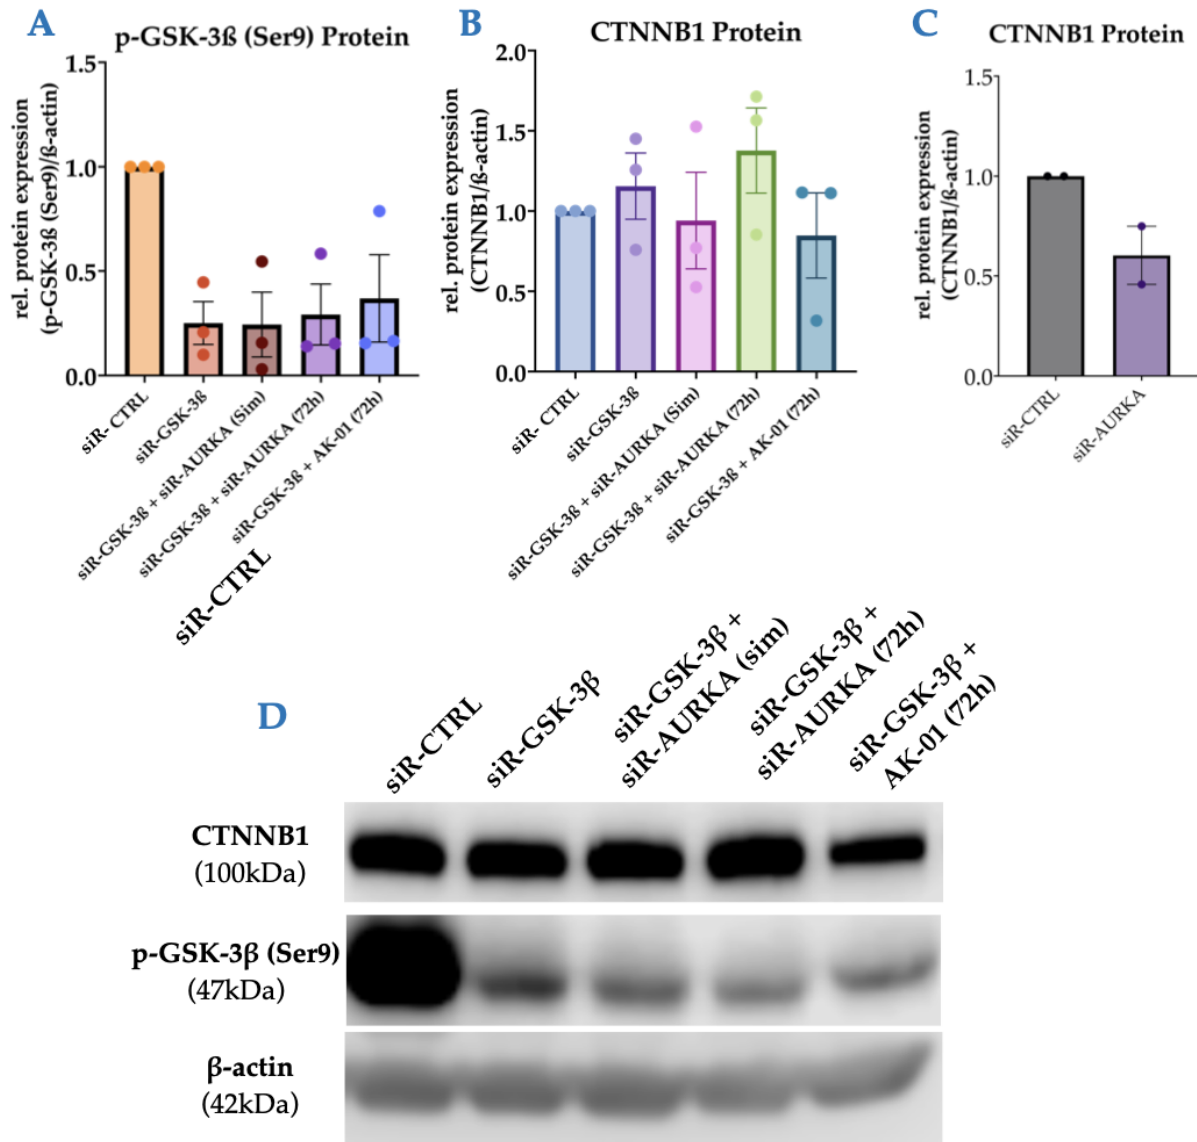 A
p-GSK-3ß (Ser9) Protein
rel. protein expression
(p-GSK-3ß (Ser9)/ß-actin)
1.5
1.0
0.5
0.0
siR- CTRL
siR-GSK-3ß
siR-GSK-3ß + siR-AURKA (Sim)
siR-GSK-3ß + siR-AURKA (72h)
siR-GSK-3ß + AK-01 (72h)
B
CTNNB1 Protein
rel. protein expression
(CTNNB1/ß-actin)
2.0
1.5
1.0
0.5
0.0
siR- CTRL
siR-GSK-3ß
siR-GSK-3ß + siR-AURKA (Sim)
siR-GSK-3ß + siR-AURKA (72h)
siR-GSK-3ß + AK-01 (72h)
C
CTNNB1 Protein
rel. protein expression
(CTNNB1/ß-actin)
1.5
1.0
0.5
0.0
siR-CTRL
siR-AURKA
siR-CTRL
D
siR-CTRL
siR-GSK-3β
siR-GSK-3β +
siR-AURKA (sim)
siR-GSK-3β +
siR-AURKA (72h)
siR-GSK-3β +
AK-01 (72h)
CTNNB1
(100kDa)
p-GSK-3β (Ser9)
(47kDa)
β-actin
(42kDa)